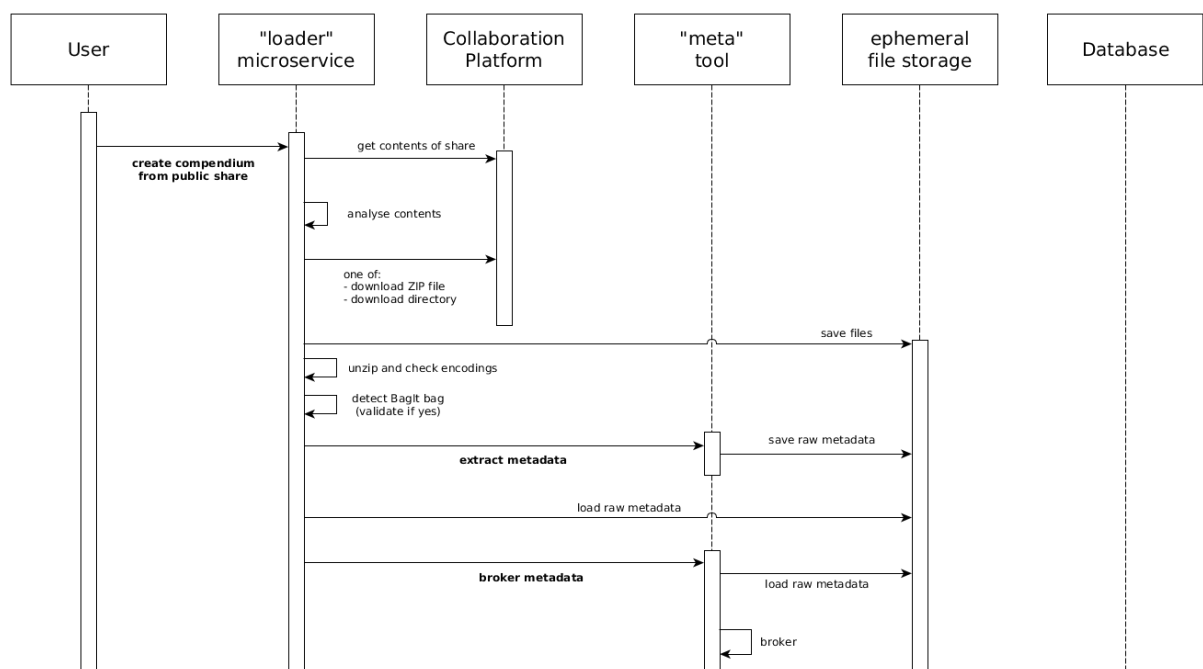 User
"loader"
microservice
Collaboration
Platform
"meta"
tool
ephemeral
file storage
Database
create compendium
from public share
get contents of share
analyse contents
one of:
- download ZIP file
- download directory
save files
unzip and check encodings
detect BagIt bag
(validate if yes)
extract metadata
save raw metadata
load raw metadata
broker metadata
load raw metadata
broker